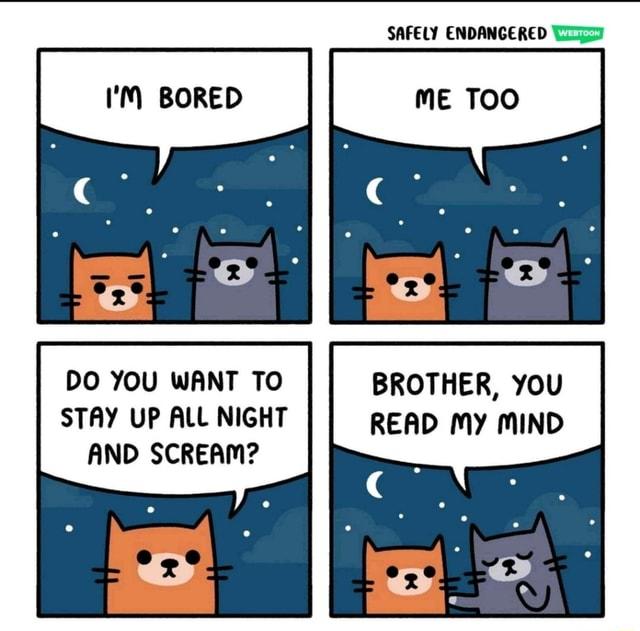 SAFELY ENDANGERED WEBTOON
I'M BORED
ME TOO
DO YOU WANT TO
STAY UP ALL NIGHT
AND SCREAM?
BROTHER, YOU
READ MY MIND